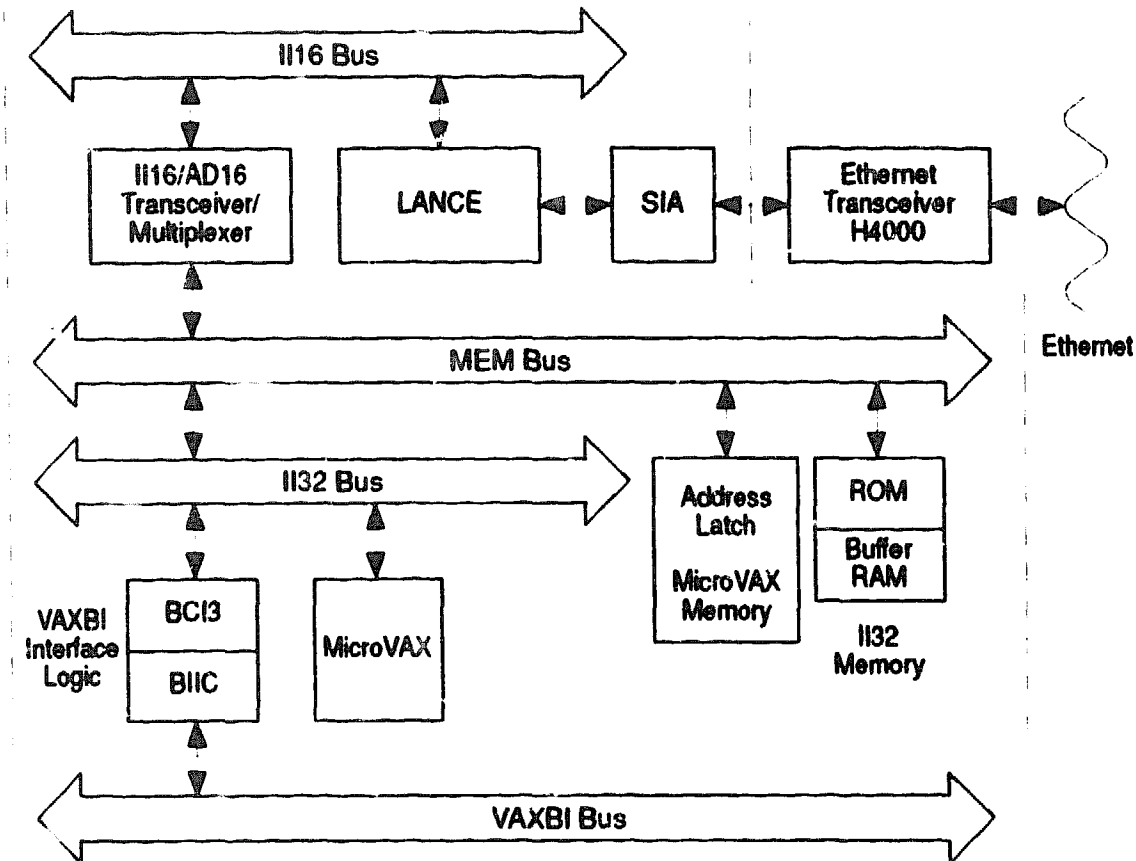 II16 Bus
II16/AD16
Transceiver/
Multiplexer
LANCE
SIA
Ethernet
Transceiver
H4000
MEM Bus
Ethernet
II32 Bus
Address
Latch
MicroVAX
Memory
ROM
Buffer
RAM
II32
Memory
VAXBI
Interface
Logic
BCI3
BIIC
MicroVAX
VAXBI Bus